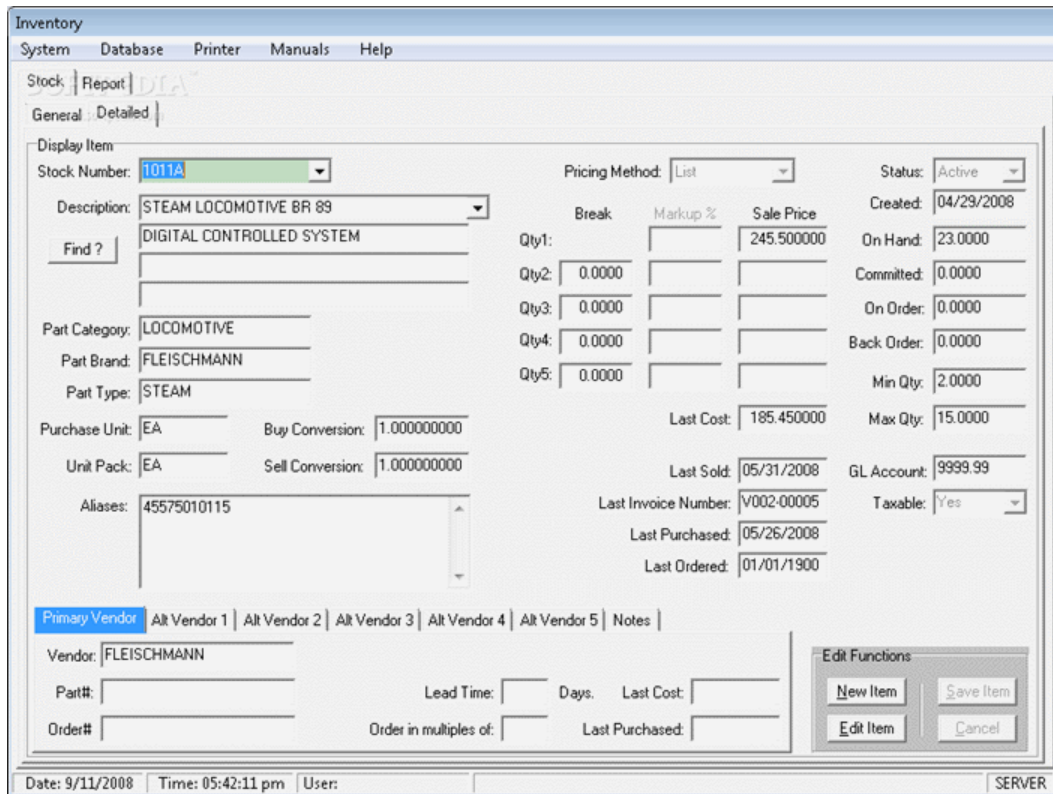 Inventory
System Database Printer Manuals Help
SOFTPEDIA™
Stock Report
General Detailed
Display Item
Stock Number: 1011A Pricing Method: List Status: Active
Description: STEAM LOCOMOTIVE BR 89 Break Markup % Sale Price Created: 04/29/2008
Find ? DIGITAL CONTROLLED SYSTEM Qty1: 245.500000 On Hand: 23.0000
Qty2: 0.0000 Committed: 0.0000
Qty3: 0.0000 On Order: 0.0000
Part Category: LOCOMOTIVE Qty4: 0.0000 Back Order: 0.0000
Part Brand: FLEISCHMANN Qty5: 0.0000 Min Qty: 2.0000
Part Type: STEAM
Purchase Unit: EA Buy Conversion: 1.000000000 Last Cost: 185.450000 Max Qty: 15.0000
Unit Pack: EA Sell Conversion: 1.000000000 Last Sold: 05/31/2008 GL Account: 9999.99
Aliases: 45575010115 Last Invoice Number: V002-00005 Taxable: Yes
Last Purchased: 05/26/2008
Last Ordered: 01/01/1900
Primary Vendor Alt Vendor 1 Alt Vendor 2 Alt Vendor 3 Alt Vendor 4 Alt Vendor 5 Notes
Vendor: FLEISCHMANN Edit Functions
Part#: Lead Time: Days. Last Cost: New Item Save Item
Order# Order in multiples of: Last Purchased: Edit Item Cancel
Date: 9/11/2008 Time: 05:42:11 pm User: SERVER